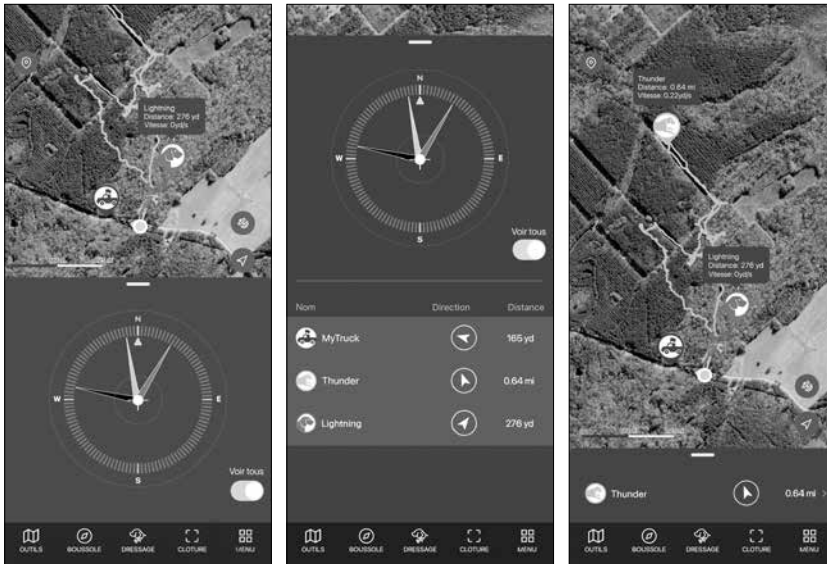 Lightning
Distance: 276 yd
Vitesse: 0yd/s
N
W
E
S
Voir tous
OUTILS
BOUSSOLE
DRESSAGE
CLOTURE
MENU
N
W
E
S
Voir tous
Nom Direction Distance
MyTruck 165 yd
Thunder 0.64 mi
Lightning 276 yd
OUTILS
BOUSSOLE
DRESSAGE
CLOTURE
MENU
Thunder
Distance: 0.64 mi
Vitesse: 0.22yd/s
Lightning
Distance: 276 yd
Vitesse: 0yd/s
Thunder 0.64 mi
OUTILS
BOUSSOLE
DRESSAGE
CLOTURE
MENU